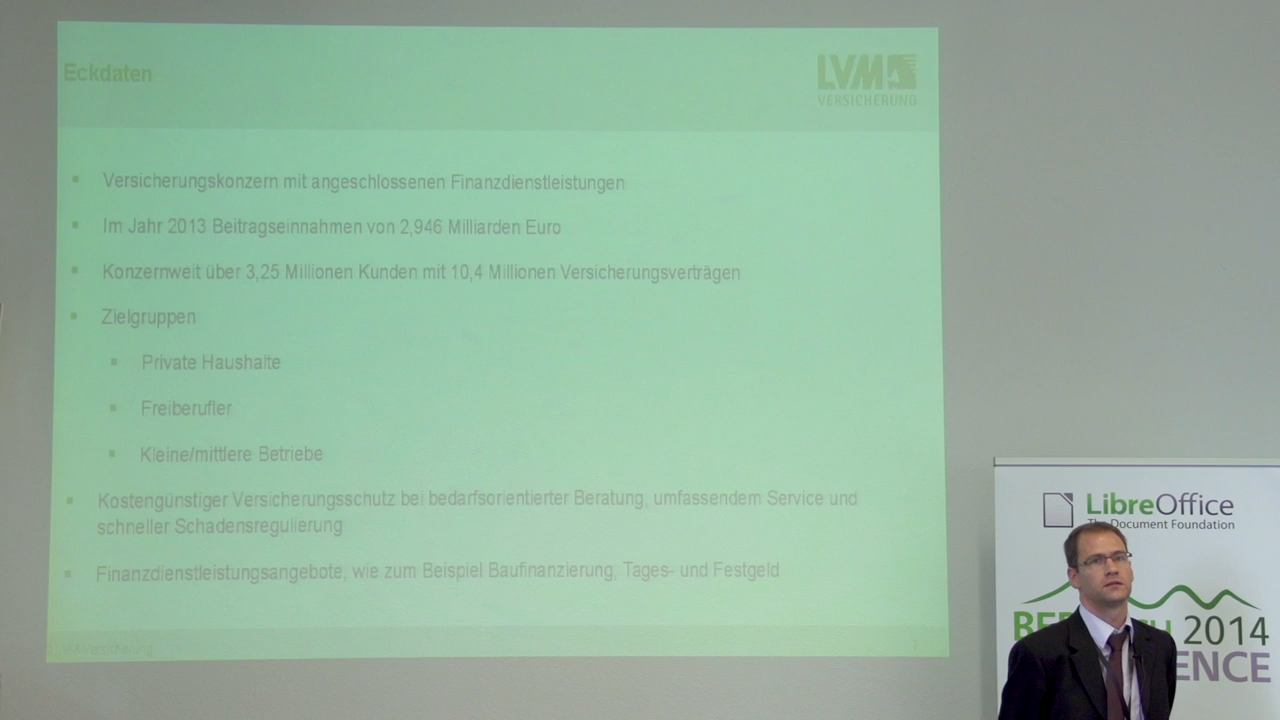 Eckdaten
LVM
VERSICHERUNG
Versicherungskonzern mit angeschlossenen Finanzdienstleistungen
Im Jahr 2013 Beitragseinnahmen von 2,946 Milliarden Euro
Konzernweit über 3,25 Millionen Kunden mit 10,4 Millionen Versicherungsverträgen
Zielgruppen
Private Haushalte
Freiberufler
Kleine/mittlere Betriebe
Kostengünstiger Versicherungsschutz bei bedarfsorientierter Beratung, umfassendem Service und
schneller Schadensregulierung
Finanzdienstleistungsangebote, wie zum Beispiel Baufinanzierung, Tages- und Festgeld
LibreOffice
The Document Foundation
2014
ENCE